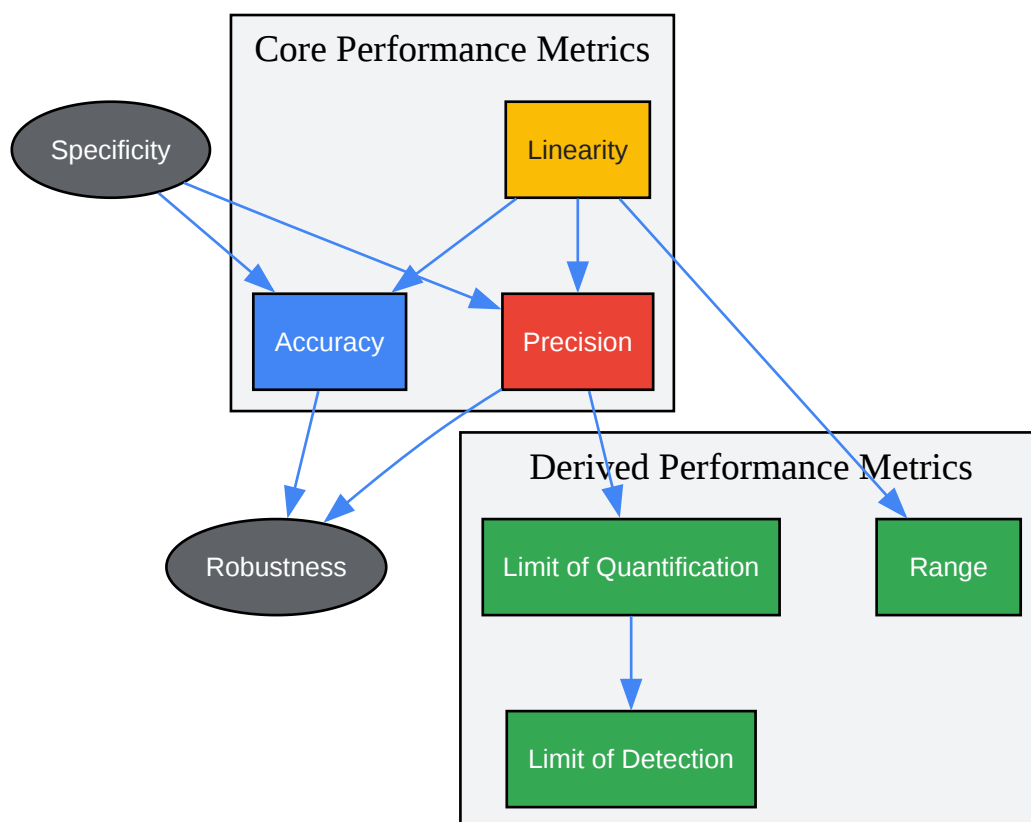 Core Performance Metrics
Specificity
Linearity
Accuracy
Precision
Derived Performance Metrics
Robustness
Limit of Quantification
Range
Limit of Detection